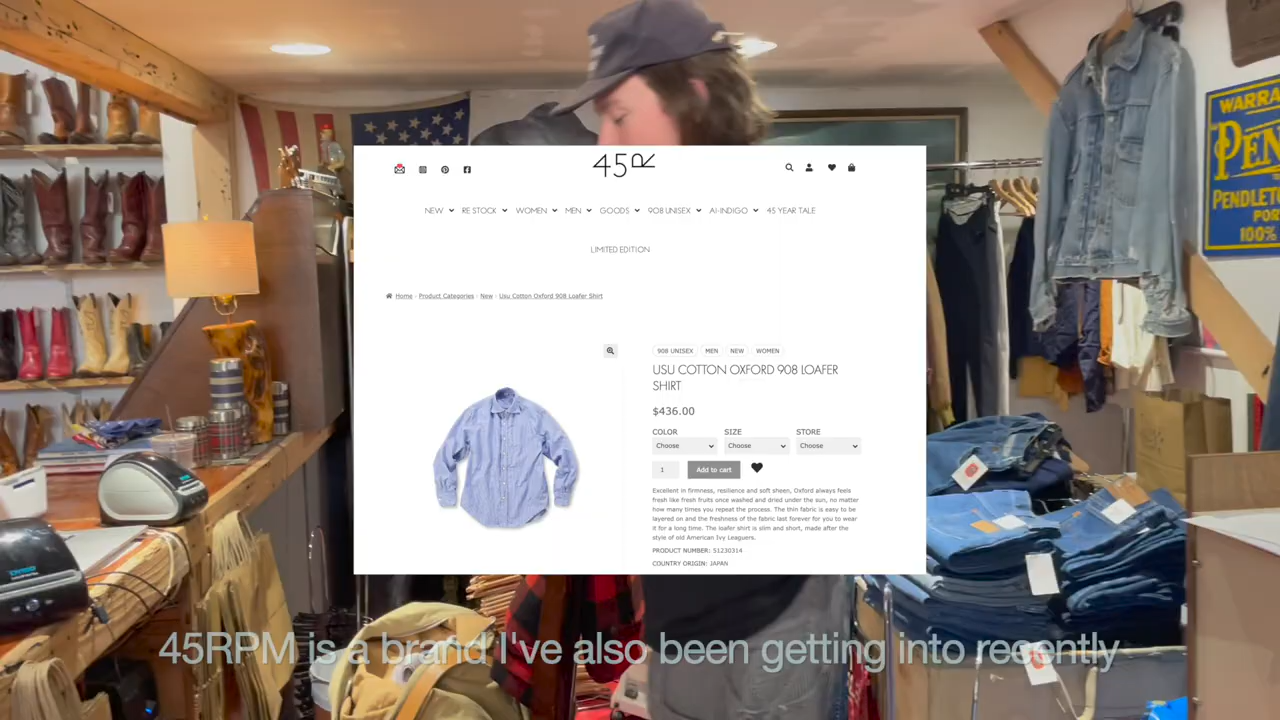 45R
NEW RE STOCK WOMEN MEN GOODS 908 UNISEX AI-INDIGO 45 YEAR TALE
LIMITED EDITION
Home Product Categories New Usu Cotton Oxford 908 Loafer Shirt
908 UNISEX MEN NEW WOMEN
USU COTTON OXFORD 908 LOAFER
SHIRT
$436.00
COLOR SIZE STORE
Choose Choose Choose
1 Add to cart
Excellent in firmness, resilience and soft sheen, Oxford always feels
fresh like fresh fruits once washed and dried under the sun, no matter
how many times you repeat the process. The thin fabric is easy to be
layered on and the freshness of the fabric last forever for you to wear
it for a long time. The loafer shirt is slim and short, made after the
style of old American Ivy Leaguers.
PRODUCT NUMBER: 51230314
COUNTRY ORIGIN: JAPAN
WARRA
PEN
PENDLET
POR
100%
45RPM is a brand I've also been getting into recently